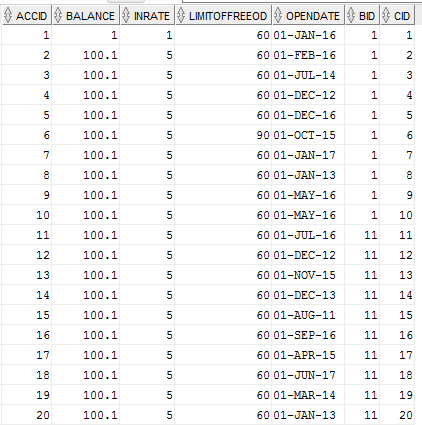 ACCID BALANCE INRATE LIMITOFFREEOD OPENDATE BID CID
1 1 1 60 01-JAN-16 1 1
2 100.1 5 60 01-FEB-16 1 2
3 100.1 5 60 01-JUL-14 1 3
4 100.1 5 60 01-DEC-12 1 4
5 100.1 5 60 01-DEC-16 1 5
6 100.1 5 90 01-OCT-15 1 6
7 100.1 5 60 01-JAN-17 1 7
8 100.1 5 60 01-JAN-13 1 8
9 100.1 5 60 01-MAY-16 1 9
10 100.1 5 60 01-MAY-16 1 10
11 100.1 5 60 01-JUL-16 11 11
12 100.1 5 60 01-DEC-12 11 12
13 100.1 5 60 01-NOV-15 11 13
14 100.1 5 60 01-DEC-13 11 14
15 100.1 5 60 01-AUG-11 11 15
16 100.1 5 60 01-SEP-16 11 16
17 100.1 5 60 01-APR-15 11 17
18 100.1 5 60 01-JUN-17 11 18
19 100.1 5 60 01-MAR-14 11 19
20 100.1 5 60 01-JAN-13 11 20